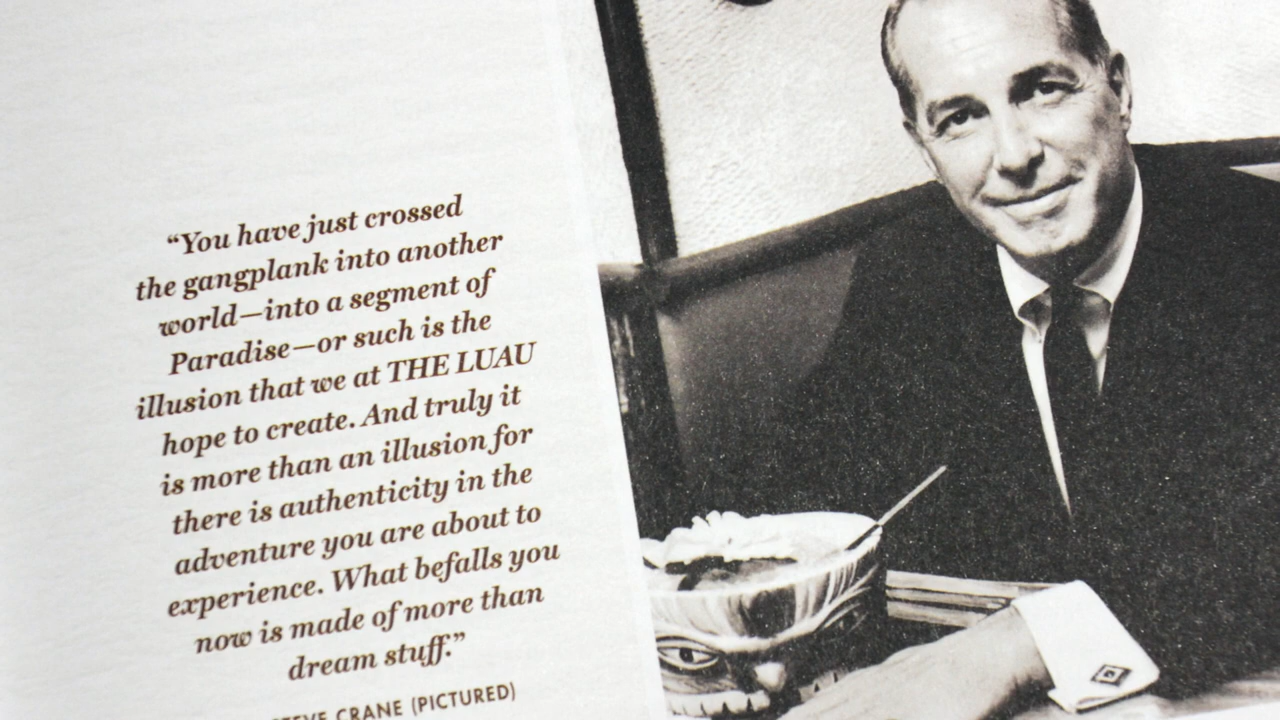 “You have just crossed
the gangplank into another
world—into a segment of
Paradise—or such is the
illusion that we at THE LUAU
hope to create. And truly it
is more than an illusion for
there is authenticity in the
adventure you are about to
experience. What befalls you
now is made of more than
dream stuff.”
STEVE CRANE (PICTURED)